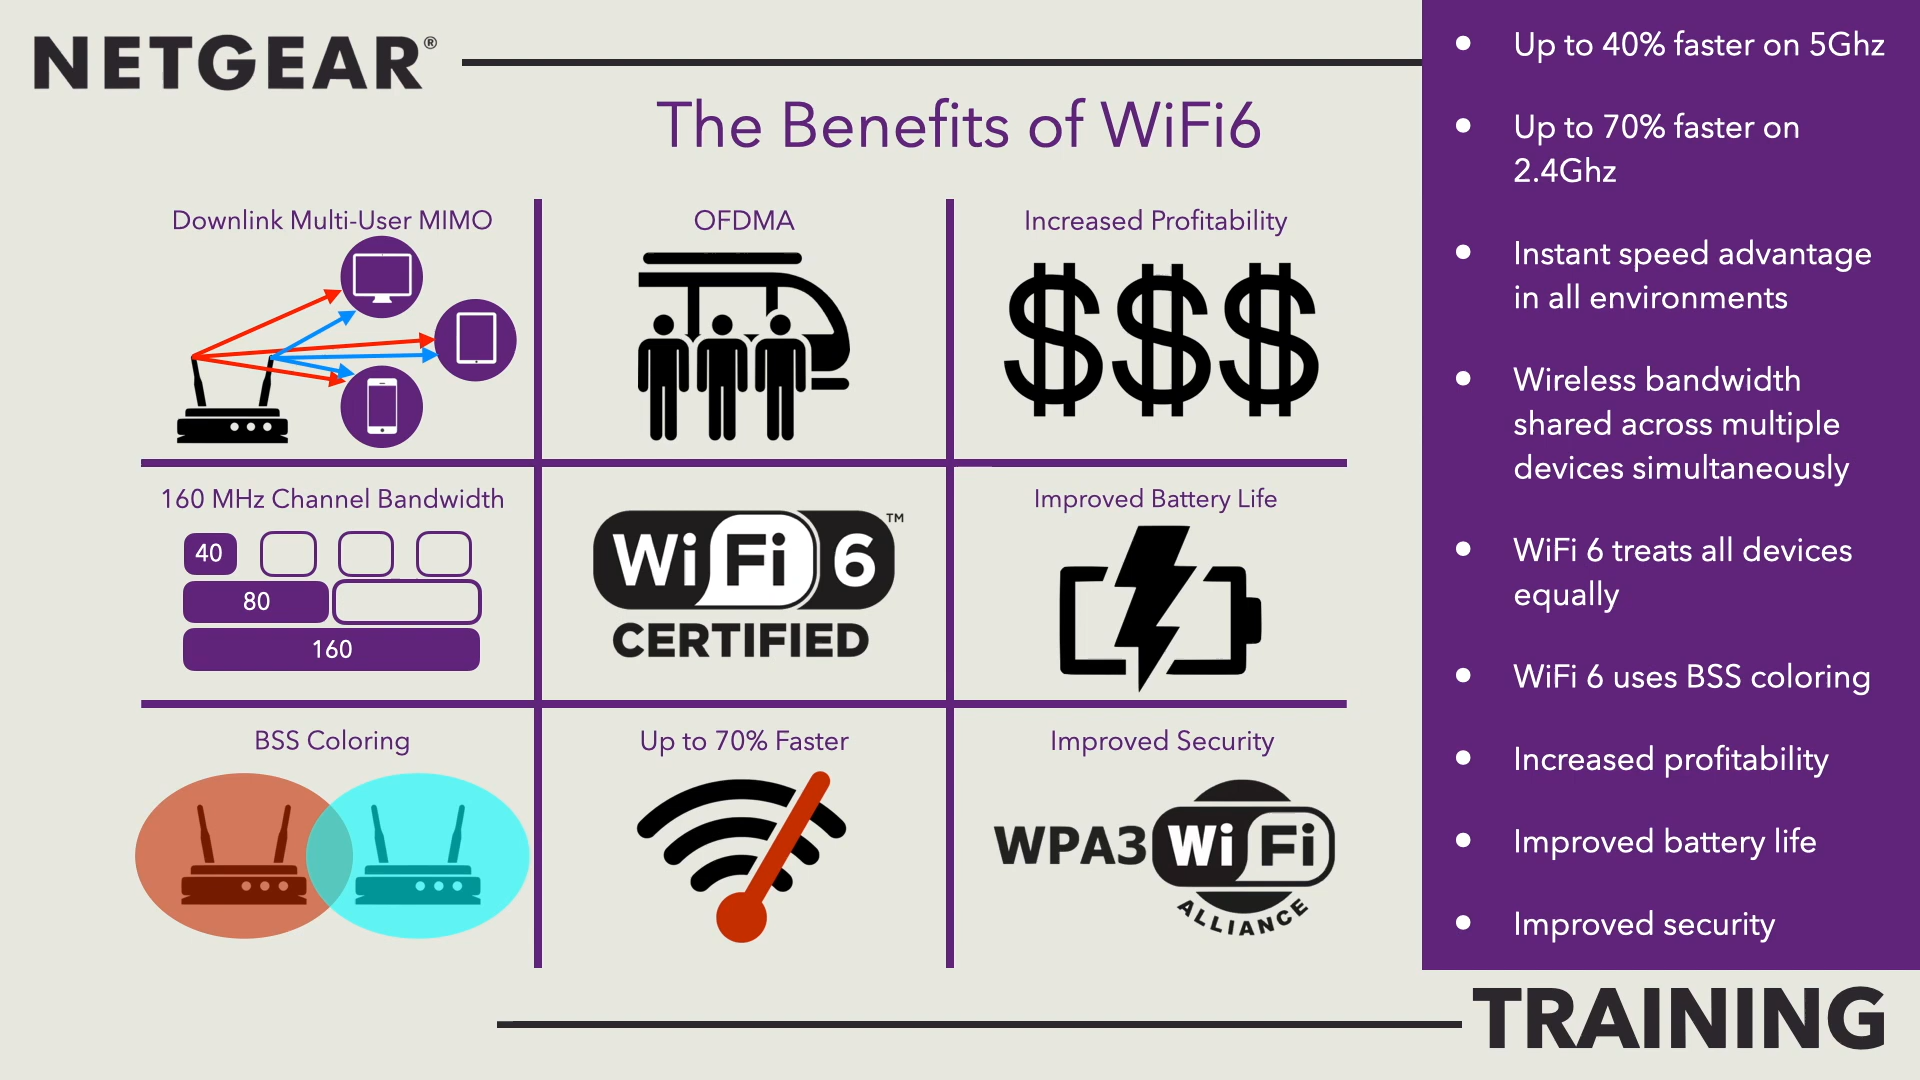 NETGEAR®
The Benefits of WiFi6
Downlink Multi-User MIMO
OFDMA
Increased Profitability
$$$
160 MHz Channel Bandwidth
40
80
160
Wi Fi 6 ™
CERTIFIED
Improved Battery Life
BSS Coloring
Up to 70% Faster
Improved Security
WPA3 Wi Fi
ALLIANCE
• Up to 40% faster on 5Ghz
• Up to 70% faster on
2.4Ghz
• Instant speed advantage
in all environments
• Wireless bandwidth
shared across multiple
devices simultaneously
• WiFi 6 treats all devices
equally
• WiFi 6 uses BSS coloring
• Increased profitability
• Improved battery life
• Improved security
TRAINING